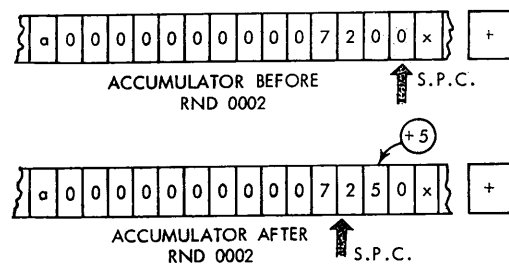 a 0 0 0 0 0 0 0 0 0 0 7 2 0 0 x +
ACCUMULATOR BEFORE
RND 0002
S.P.C.
+5
a 0 0 0 0 0 0 0 0 0 0 7 2 5 0 x +
ACCUMULATOR AFTER
RND 0002
S.P.C.